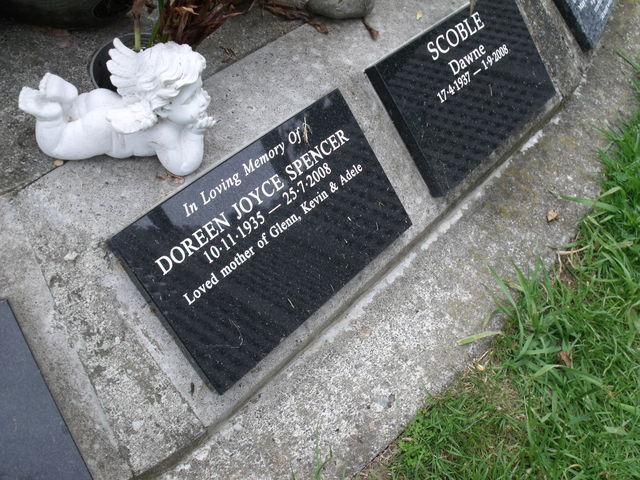 In Loving Memory Of
DOREEN JOYCE SPENCER
10·11·1935 — 25·7·2008
Loved mother of Glenn, Kevin & Adele
SCOBLE
Dawne
17·4·1937 — 1·9·2008